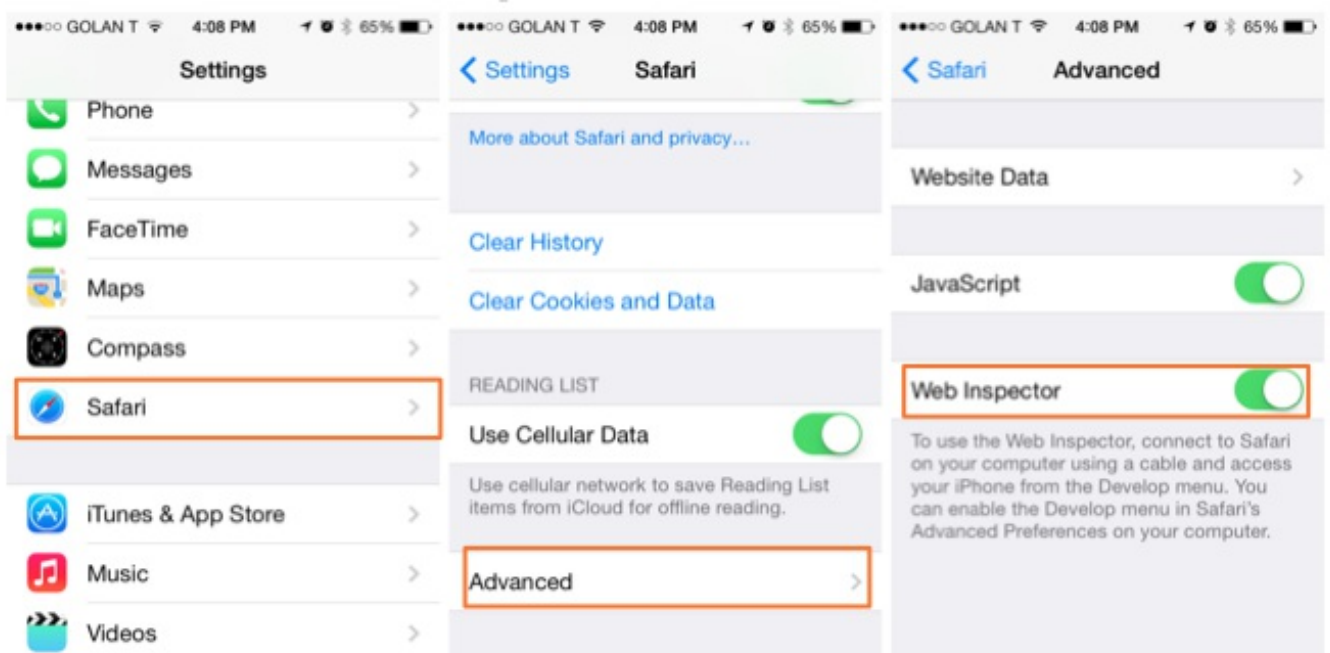 GOLAN T 4:08 PM 65%
Settings
Phone
Messages
FaceTime
Maps
Compass
Safari
iTunes & App Store
Music
Videos
GOLAN T 4:08 PM 65%
Settings Safari
More about Safari and privacy...
Clear History
Clear Cookies and Data
READING LIST
Use Cellular Data
Use cellular network to save Reading List
items from iCloud for offline reading.
Advanced
GOLAN T 4:08 PM 65%
Safari Advanced
Website Data
JavaScript
Web Inspector
To use the Web Inspector, connect to Safari
on your computer using a cable and access
your iPhone from the Develop menu. You
can enable the Develop menu in Safari's
Advanced Preferences on your computer.